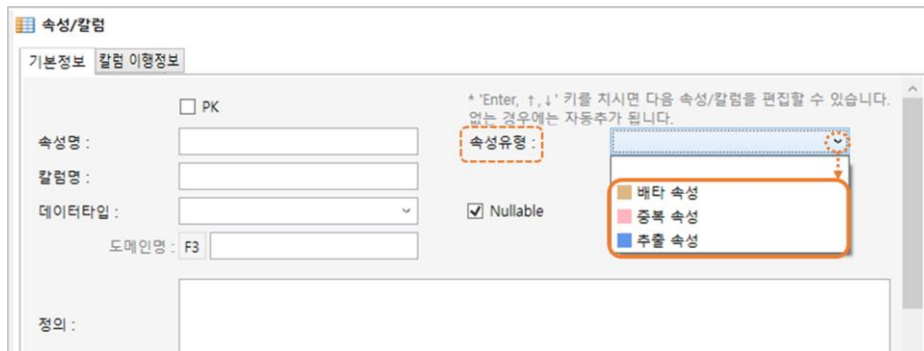 속성/칼럼
기본정보 칼럼 이행정보
PK
* 'Enter, ↑,↓' 키를 치시면 다음 속성/칼럼을 편집할 수 있습니다.
없는 경우에는 자동추가 됩니다.
속성명 :
속성유형 :
칼럼명 :
배타 속성
데이터타입 :
Nullable
중복 속성
추출 속성
도메인명 : F3
정의 :